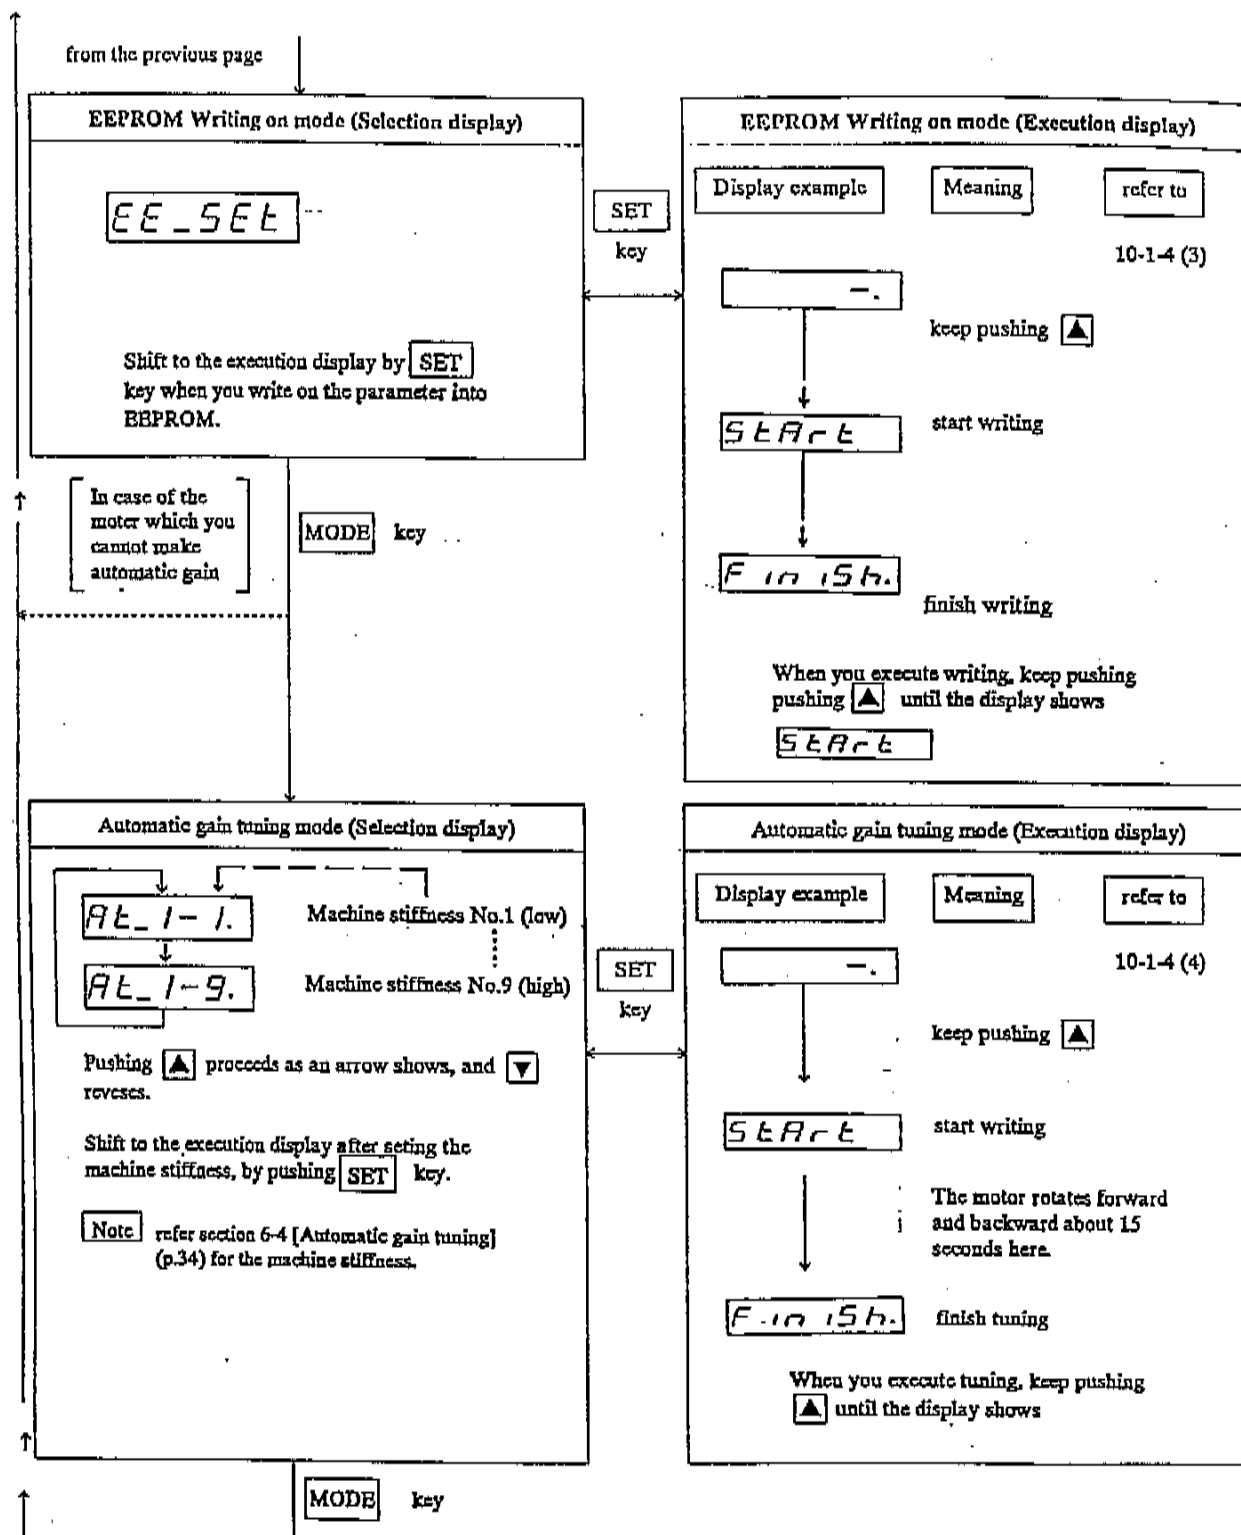 from the previous page
EEPROM Writing on mode (Selection display)
EE_SEt
Shift to the execution display by SET
key when you write on the parameter into
EEPROM.
SET
key
EEPROM Writing on mode (Execution display)
Display example Meaning refer to
10-1-4 (3)
-.
keep pushing ▲
StArt start writing
FiniSh.
finish writing
When you execute writing, keep pushing
pushing ▲ until the display shows
StArt
In case of the
moter which you
cannot make
automatic gain
MODE key
Automatic gain tuning mode (Selection display)
At_1-1. Machine stiffness No.1 (low)
At_1-9. Machine stiffness No.9 (high)
Pushing ▲ proceeds as an arrow shows, and ▼
reveses.
Shift to the execution display after seting the
machine stiffness, by pushing SET key.
Note refer section 6-4 [Automatic gain tuning]
(p.34) for the machine stiffness.
SET
key
Automatic gain tuning mode (Execution display)
Display example Meaning refer to
-. 10-1-4 (4)
keep pushing ▲
StArt start writing
The motor rotates forward
and backward about 15
seconds here.
F.iniSh. finish tuning
When you execute tuning, keep pushing
▲ until the display shows
MODE key